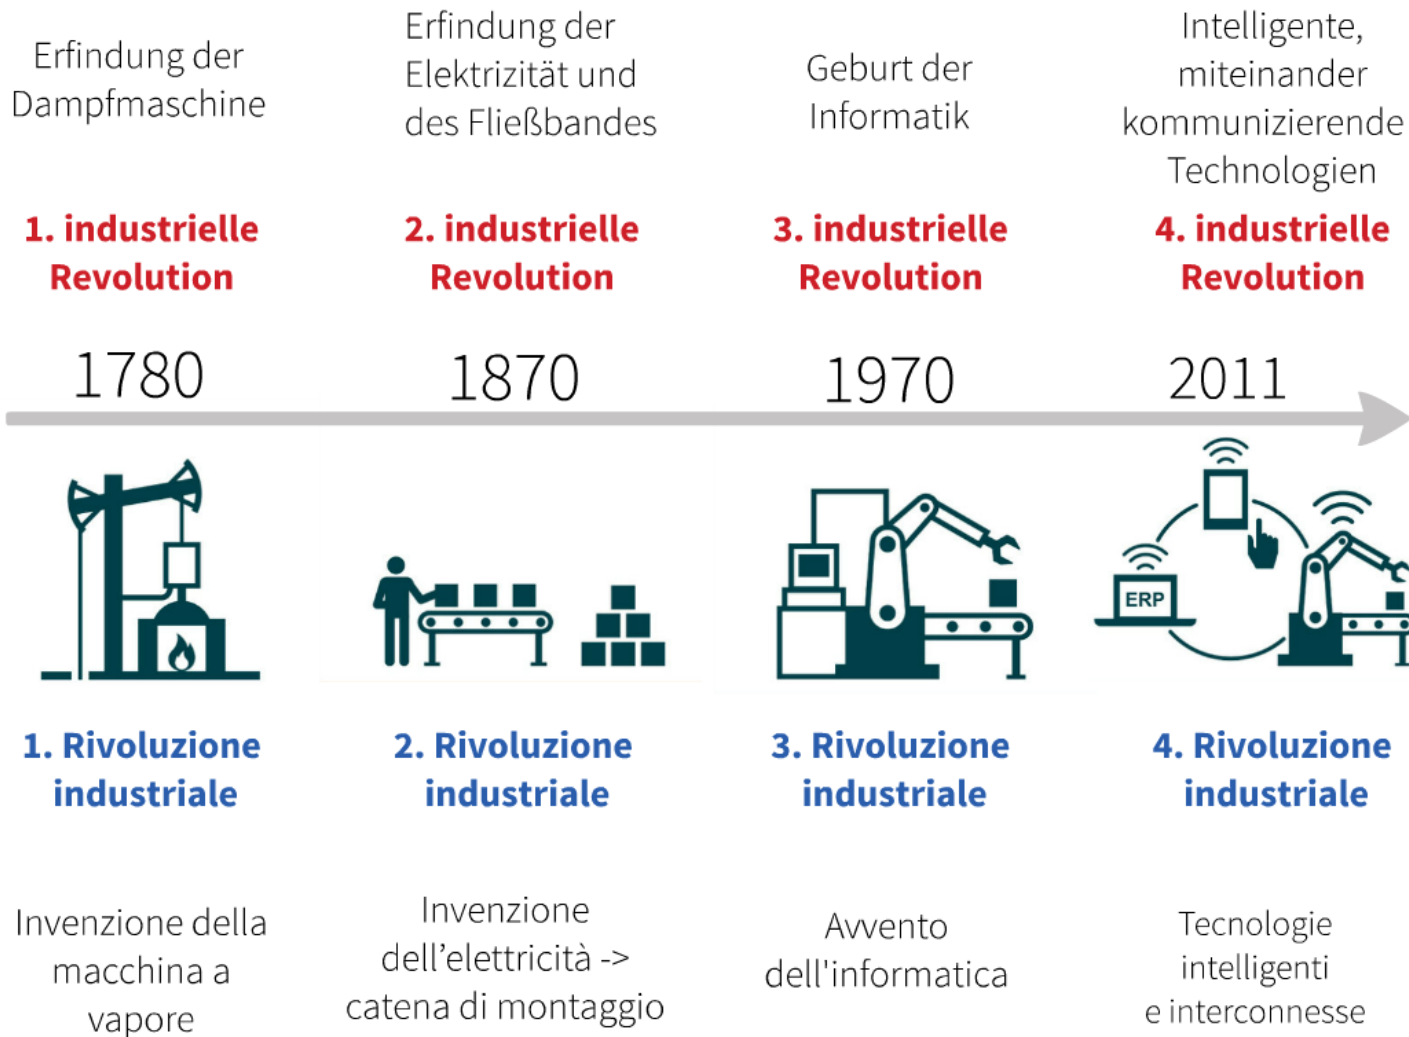 Erfindung der
Dampfmaschine
Erfindung der
Elektrizität und
des Fließbandes
Geburt der
Informatik
Intelligente,
miteinander
kommunizierende
Technologien
1. industrielle
Revolution
2. industrielle
Revolution
3. industrielle
Revolution
4. industrielle
Revolution
1780
1870
1970
2011
ERP
1. Rivoluzione
industriale
2. Rivoluzione
industriale
3. Rivoluzione
industriale
4. Rivoluzione
industriale
Invenzione della
macchina a
vapore
Invenzione
dell’elettricità ->
catena di montaggio
Avvento
dell'informatica
Tecnologie
intelligenti
e interconnesse